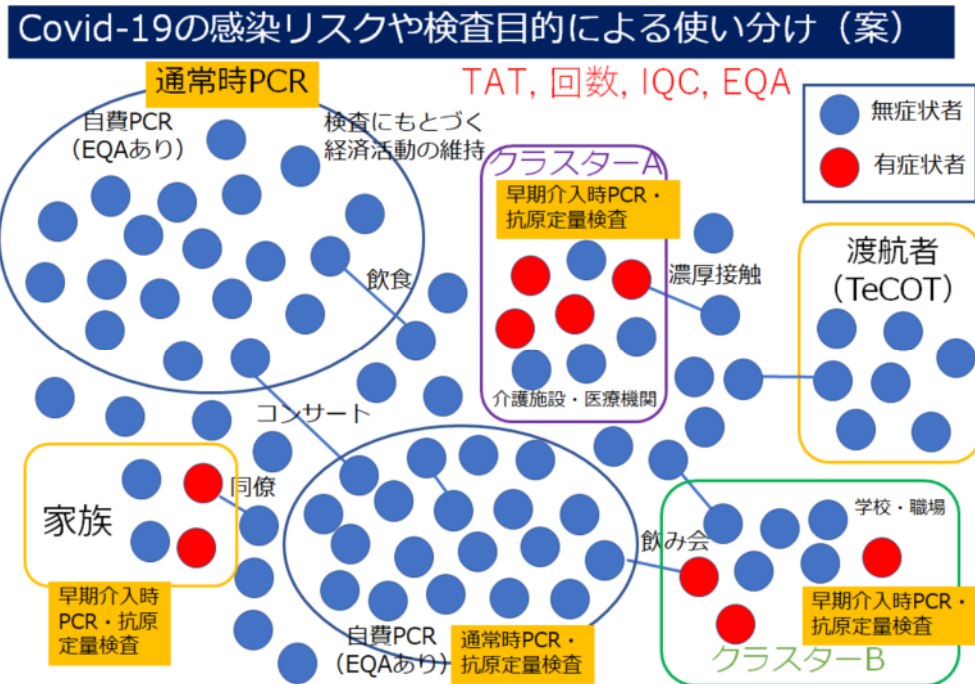 Covid-19の感染リスクや検査目的による使い分け（案）
通常時PCR
TAT, 回数, IQC, EQA
自費PCR
（EQAあり）
検査にもとづく
経済活動の維持
無症状者
有症状者
クラスターA
早期介入時PCR・
抗原定量検査
濃厚接触
渡航者
（TeCOT）
飲食
介護施設・医療機関
コンサート
家族
同僚
早期介入時
PCR・抗原
定量検査
飲み会
学校・職場
早期介入時PCR・
抗原定量検査
クラスターB
自費PCR
（EQAあり）
通常時PCR・
抗原定量検査